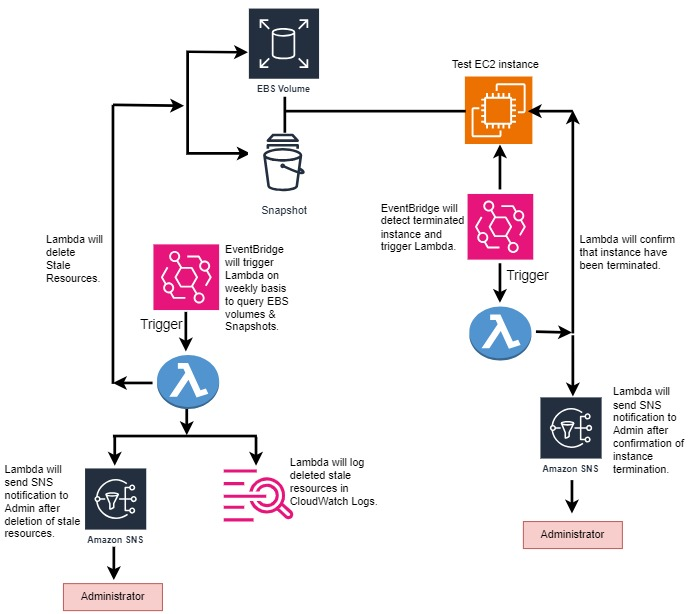 EBS Volume
Test EC2 instance
Snapshot
EventBridge will
detect terminated
instance and
trigger Lambda.
Trigger
Lambda will confirm
that instance have
been terminated.
Lambda will
delete
Stale
Resources.
EventBridge
will trigger
Lambda on
weekly basis
to query EBS
volumes &
Snapshots.
Trigger
Lambda will
send SNS
notification to
Admin after
confirmation of
instance
termination.
Amazon SNS
Administrator
Lambda will
send SNS
notification to
Admin after
deletion of stale
resources.
Amazon SNS
Lambda will log
deleted stale
resources in
CloudWatch Logs.
Administrator